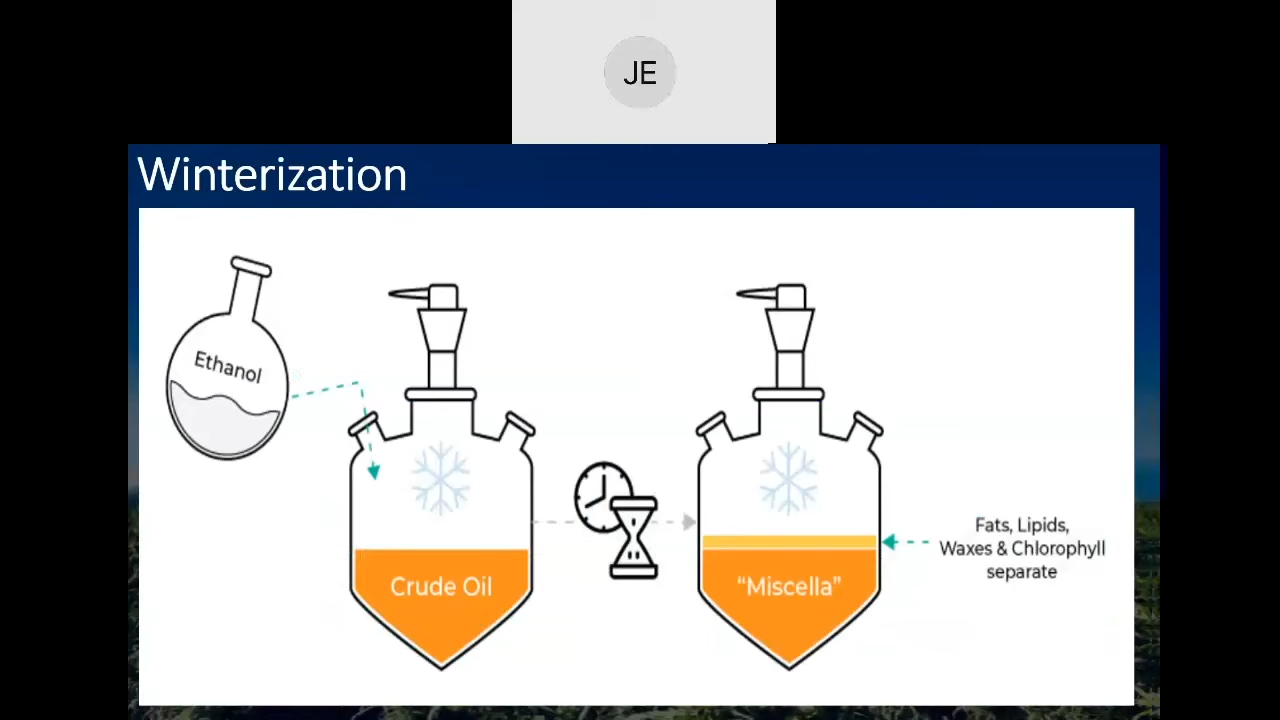 JE
Winterization
Ethanol
Crude Oil
“Miscella”
Fats, Lipids,
Waxes & Chlorophyll
separate